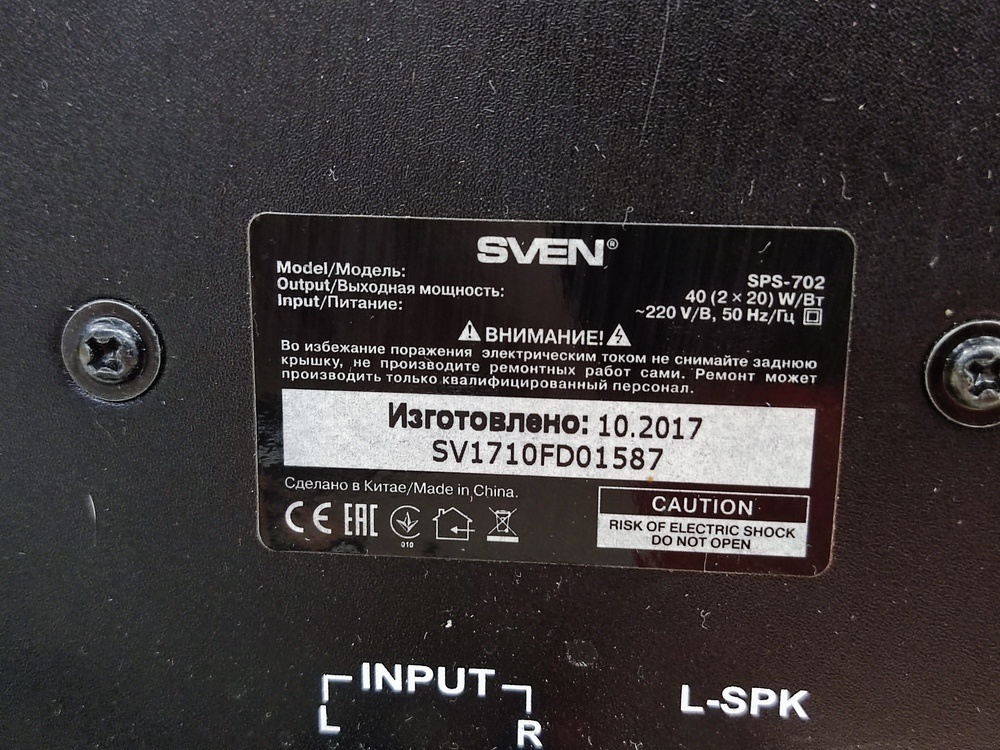 SVEN®
Model/Модель: SPS-702
Output/Выходная мощность: 40 (2 × 20) W/Вт
Input/Питание: ~220 V/В, 50 Hz/Гц
ВНИМАНИЕ!
Во избежание поражения электрическим током не снимайте заднюю
крышку, не производите ремонтных работ сами. Ремонт может
производить только квалифицированный персонал.
Изготовлено: 10.2017
SV1710FD01587
Сделано в Китае/Made in China.
CE EAC
010
CAUTION
RISK OF ELECTRIC SHOCK
DO NOT OPEN
INPUT
L R
L-SPK